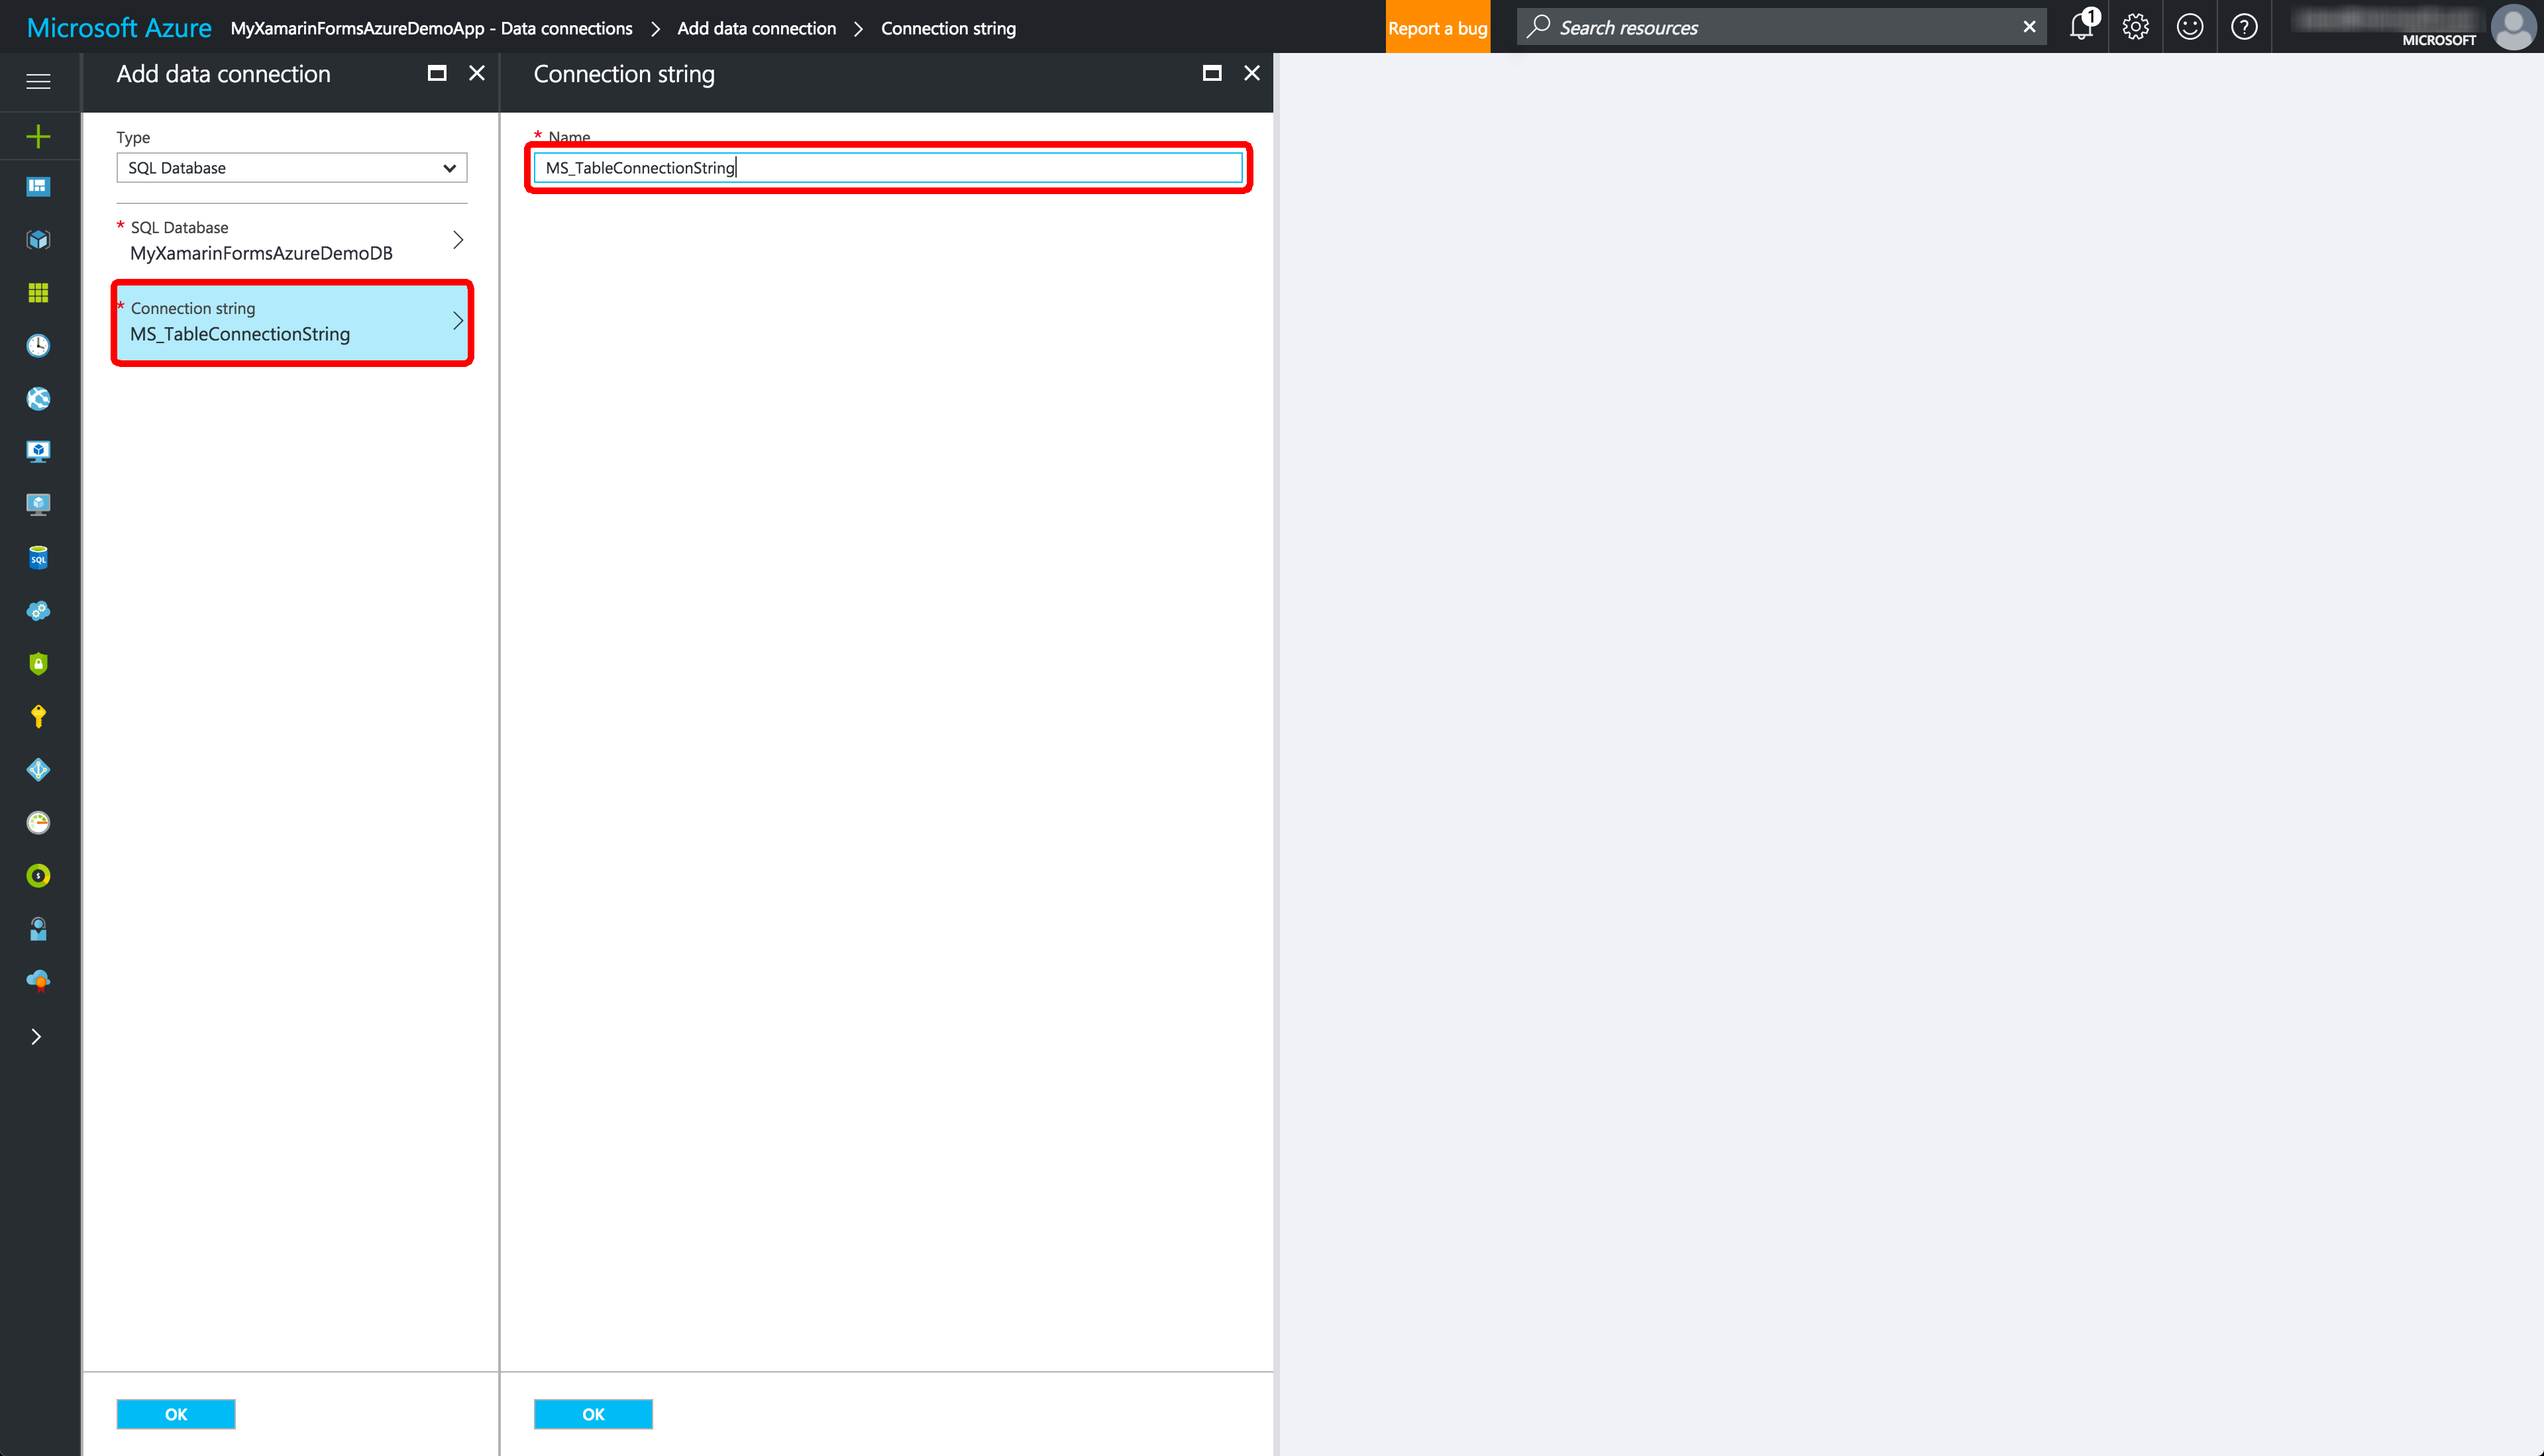 Microsoft Azure MyXamarinFormsAzureDemoApp - Data connections > Add data connection > Connection string
Report a bug
Search resources
1
MICROSOFT
Add data connection
Type
SQL Database
* SQL Database
MyXamarinFormsAzureDemoDB
* Connection string
MS_TableConnectionString
OK
Connection string
* Name
MS_TableConnectionString
OK
SQL